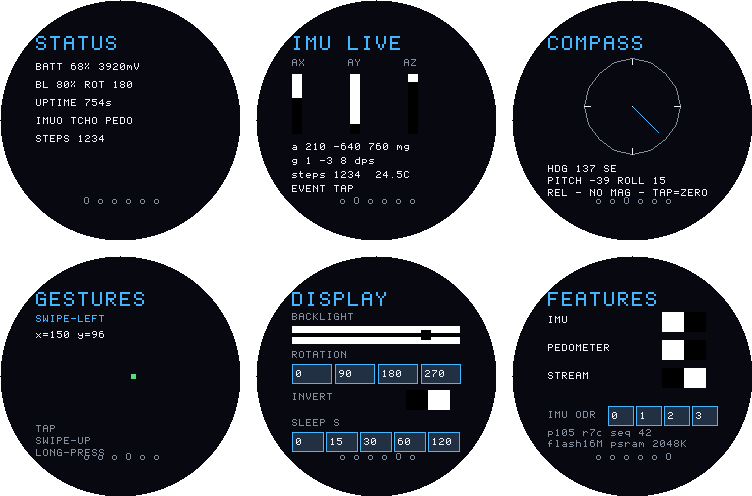 STATUS
BATT 68% 3920mV
BL 80% ROT 180
UPTIME 754s
IMUO TCHO PEDO
STEPS 1234
IMU LIVE
AX AY AZ
a 210 -640 760 mg
g 1 -3 8 dps
steps 1234 24.5C
EVENT TAP
COMPASS
HDG 137 SE
PITCH -39 ROLL 15
REL - NO MAG - TAP=ZERO
GESTURES
SWIPE-LEFT
x=150 y=96
TAP
SWIPE-UP
LONG-PRESS
DISPLAY
BACKLIGHT
ROTATION
0 90 180 270
INVERT
SLEEP S
0 15 30 60 120
FEATURES
IMU
PEDOMETER
STREAM
IMU ODR 0 1 2 3
p105 r7c seq 42
flash16M psram 2048K